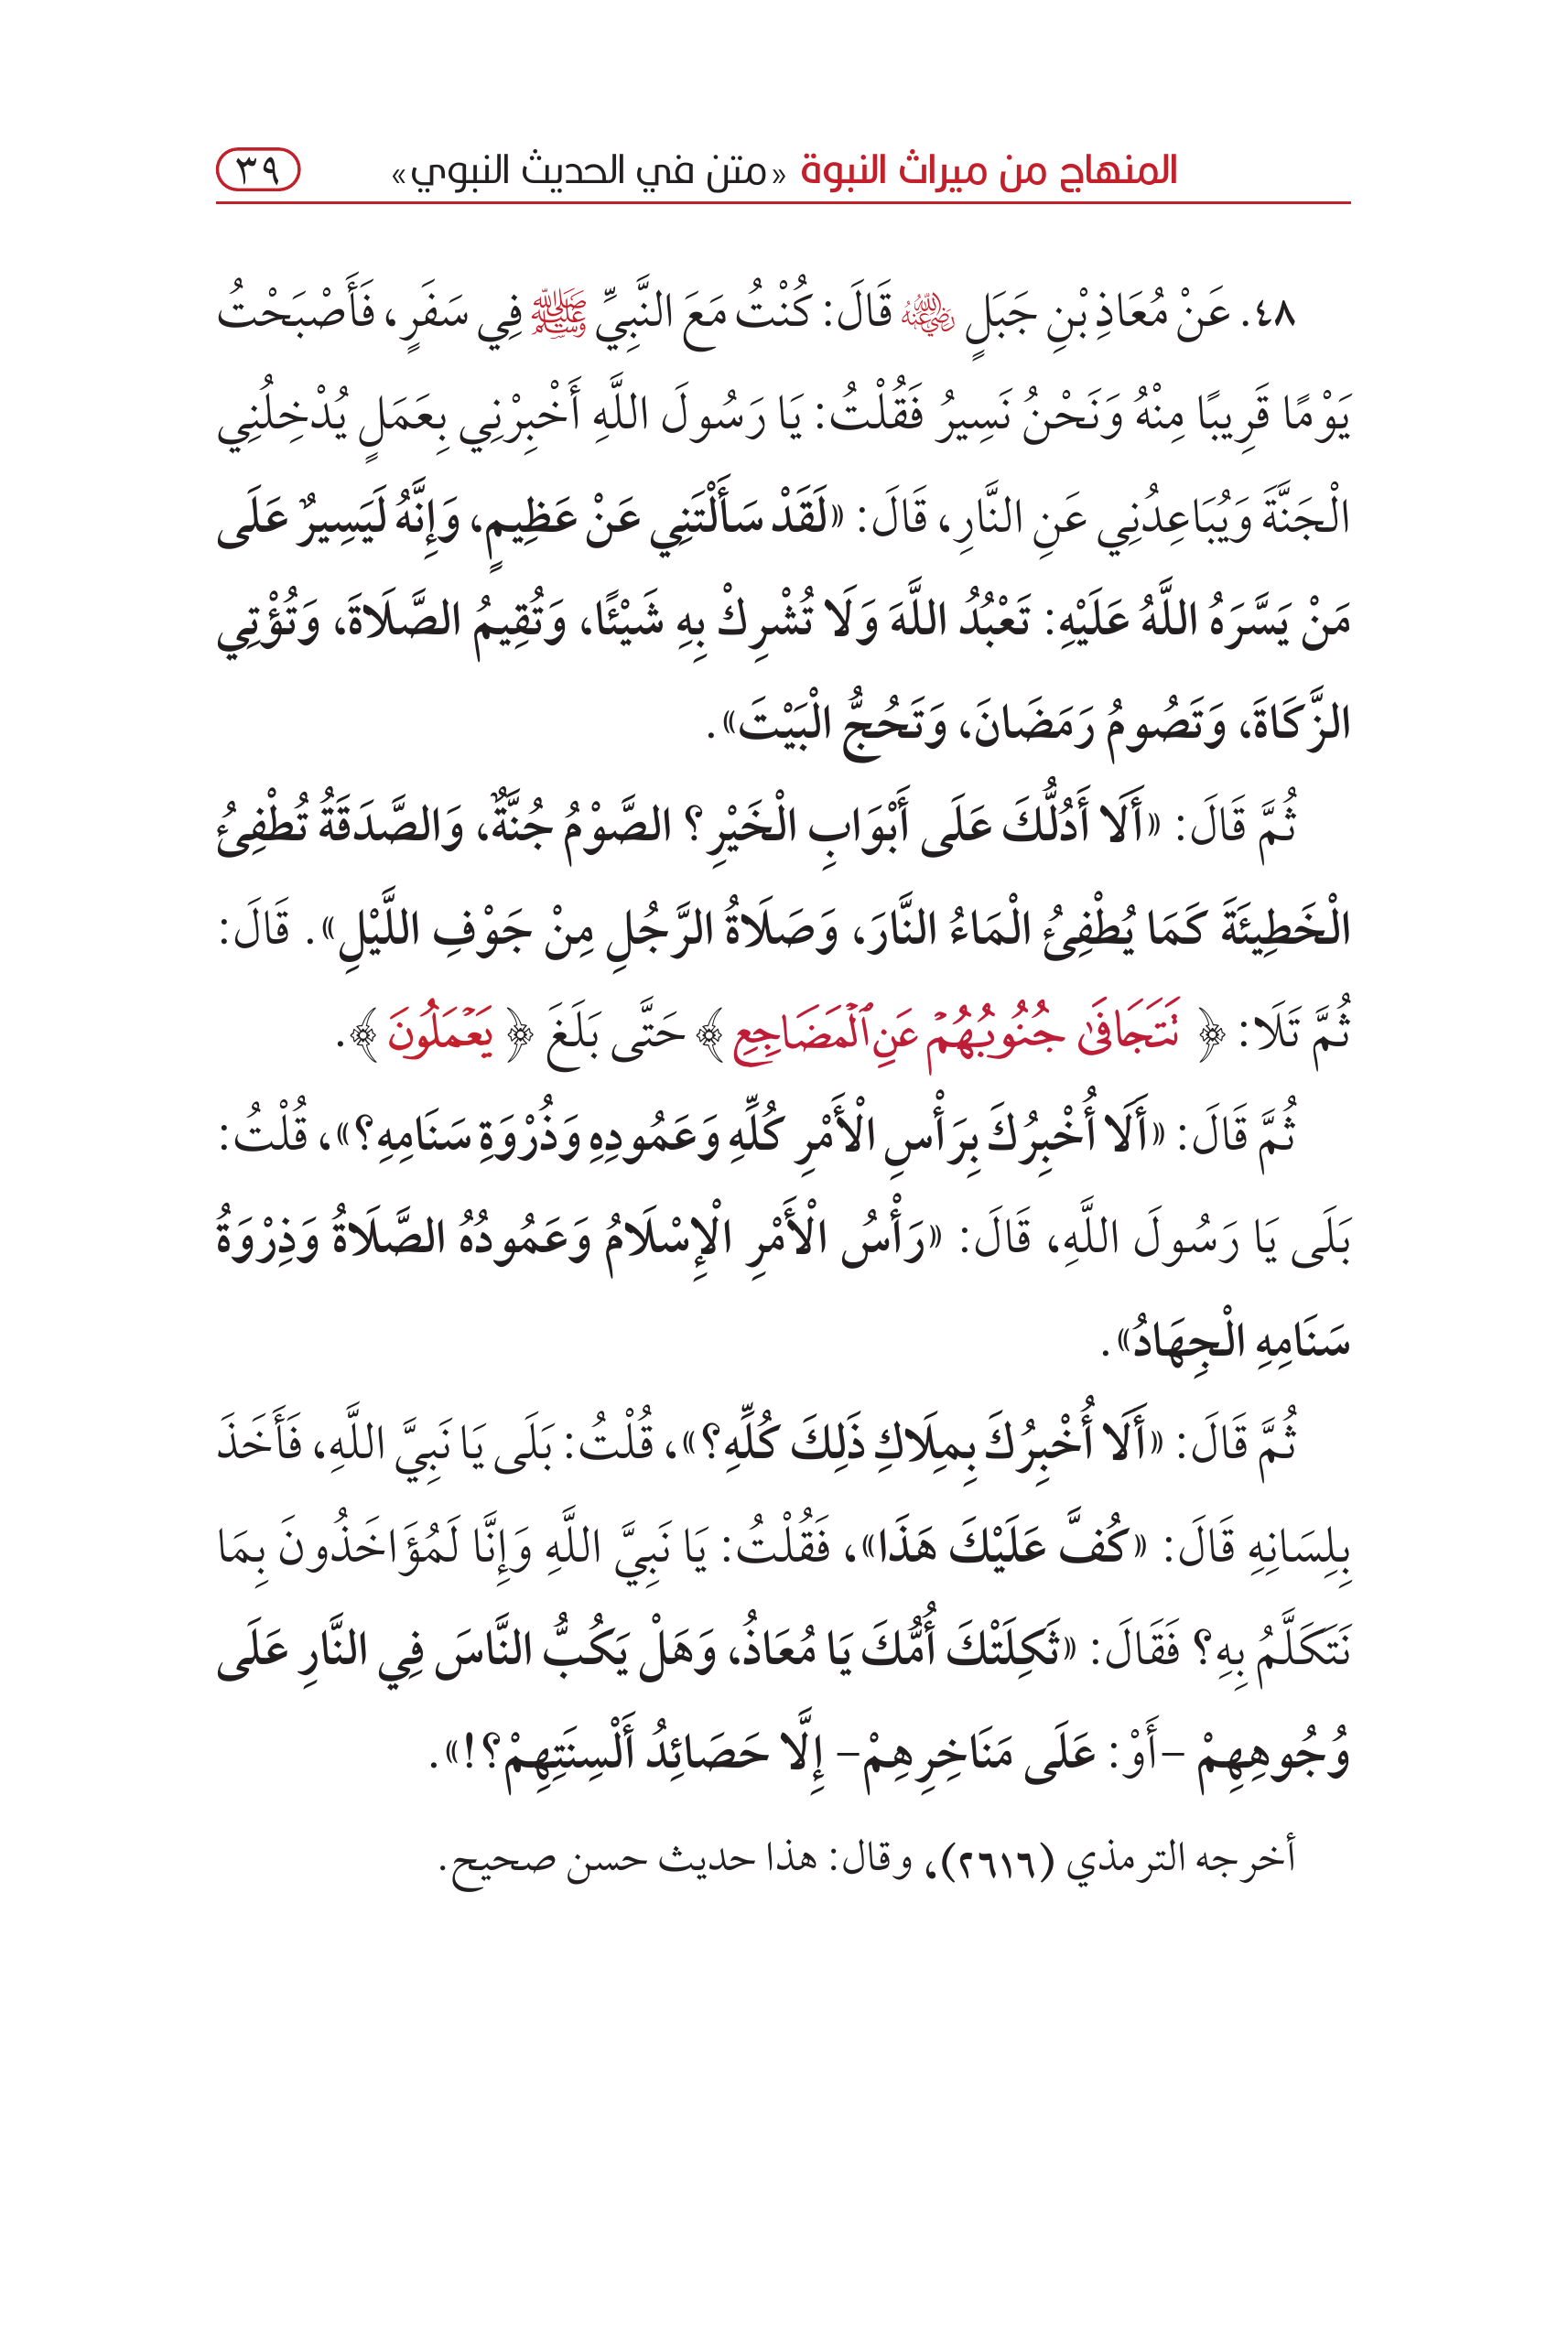 المنهاج من ميراث النبوة «متن في الحديث النبوي» ٣٩
٤٨. عَنْ مُعَاذِ بْنِ جَبَلٍ ﵁ قَالَ: كُنْتُ مَعَ النَّبِيِّ ﷺ فِي سَفَرٍ، فَأَصْبَحْتُ
يَوْمًا قَرِيبًا مِنْهُ وَنَحْنُ نَسِيرُ فَقُلْتُ: يَا رَسُولَ اللَّهِ أَخْبِرْنِي بِعَمَلٍ يُدْخِلُنِي
الْجَنَّةَ وَيُبَاعِدُنِي عَنِ النَّارِ، قَالَ: «لَقَدْ سَأَلْتَنِي عَنْ عَظِيمٍ، وَإِنَّهُ لَيَسِيرٌ عَلَى
مَنْ يَسَّرَهُ اللَّهُ عَلَيْهِ: تَعْبُدُ اللَّهَ وَلَا تُشْرِكْ بِهِ شَيْئًا، وَتُقِيمُ الصَّلَاةَ، وَتُؤْتِي
الزَّكَاةَ، وَتَصُومُ رَمَضَانَ، وَتَحُجُّ الْبَيْتَ».
ثُمَّ قَالَ: «أَلَا أَدُلُّكَ عَلَى أَبْوَابِ الْخَيْرِ؟ الصَّوْمُ جُنَّةٌ، وَالصَّدَقَةُ تُطْفِئُ
الْخَطِيئَةَ كَمَا يُطْفِئُ الْمَاءُ النَّارَ، وَصَلَاةُ الرَّجُلِ مِنْ جَوْفِ اللَّيْلِ». قَالَ:
ثُمَّ تَلَا: ﴿ نَتَجَافَىٰ جُنُوبُهُمۡ عَنِ ٱلۡمَضَاجِعِ ﴾ حَتَّى بَلَغَ ﴿ يَعۡمَلُونَ ﴾.
ثُمَّ قَالَ: «أَلَا أُخْبِرُكَ بِرَأْسِ الْأَمْرِ كُلِّهِ وَعَمُودِهِ وَذُرْوَةِ سَنَامِهِ؟»، قُلْتُ:
بَلَى يَا رَسُولَ اللَّهِ، قَالَ: «رَأْسُ الْأَمْرِ الْإِسْلَامُ وَعَمُودُهُ الصَّلَاةُ وَذِرْوَةُ
سَنَامِهِ الْجِهَادُ».
ثُمَّ قَالَ: «أَلَا أُخْبِرُكَ بِمِلَاكِ ذَلِكَ كُلِّهِ؟»، قُلْتُ: بَلَى يَا نَبِيَّ اللَّهِ، فَأَخَذَ
بِلِسَانِهِ قَالَ: «كُفَّ عَلَيْكَ هَذَا»، فَقُلْتُ: يَا نَبِيَّ اللَّهِ وَإِنَّا لَمُؤَاخَذُونَ بِمَا
نَتَكَلَّمُ بِهِ؟ فَقَالَ: «ثَكِلَتْكَ أُمُّكَ يَا مُعَاذُ، وَهَلْ يَكُبُّ النَّاسَ فِي النَّارِ عَلَى
وُجُوهِهِمْ -أَوْ: عَلَى مَنَاخِرِهِمْ- إِلَّا حَصَائِدُ أَلْسِنَتِهِمْ؟!».
أخرجه الترمذي (٢٦١٦)، وقال: هذا حديث حسن صحيح.